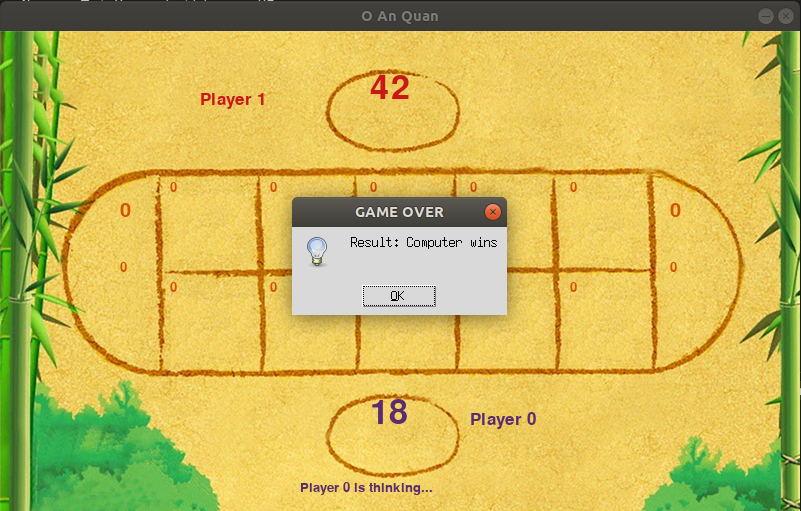 O An Quan
42
Player 1
0 0 0 0 0
0 0
GAME OVER
Result: Computer wins
0 0
0 0 0
OK
18
Player 0
Player 0 is thinking...